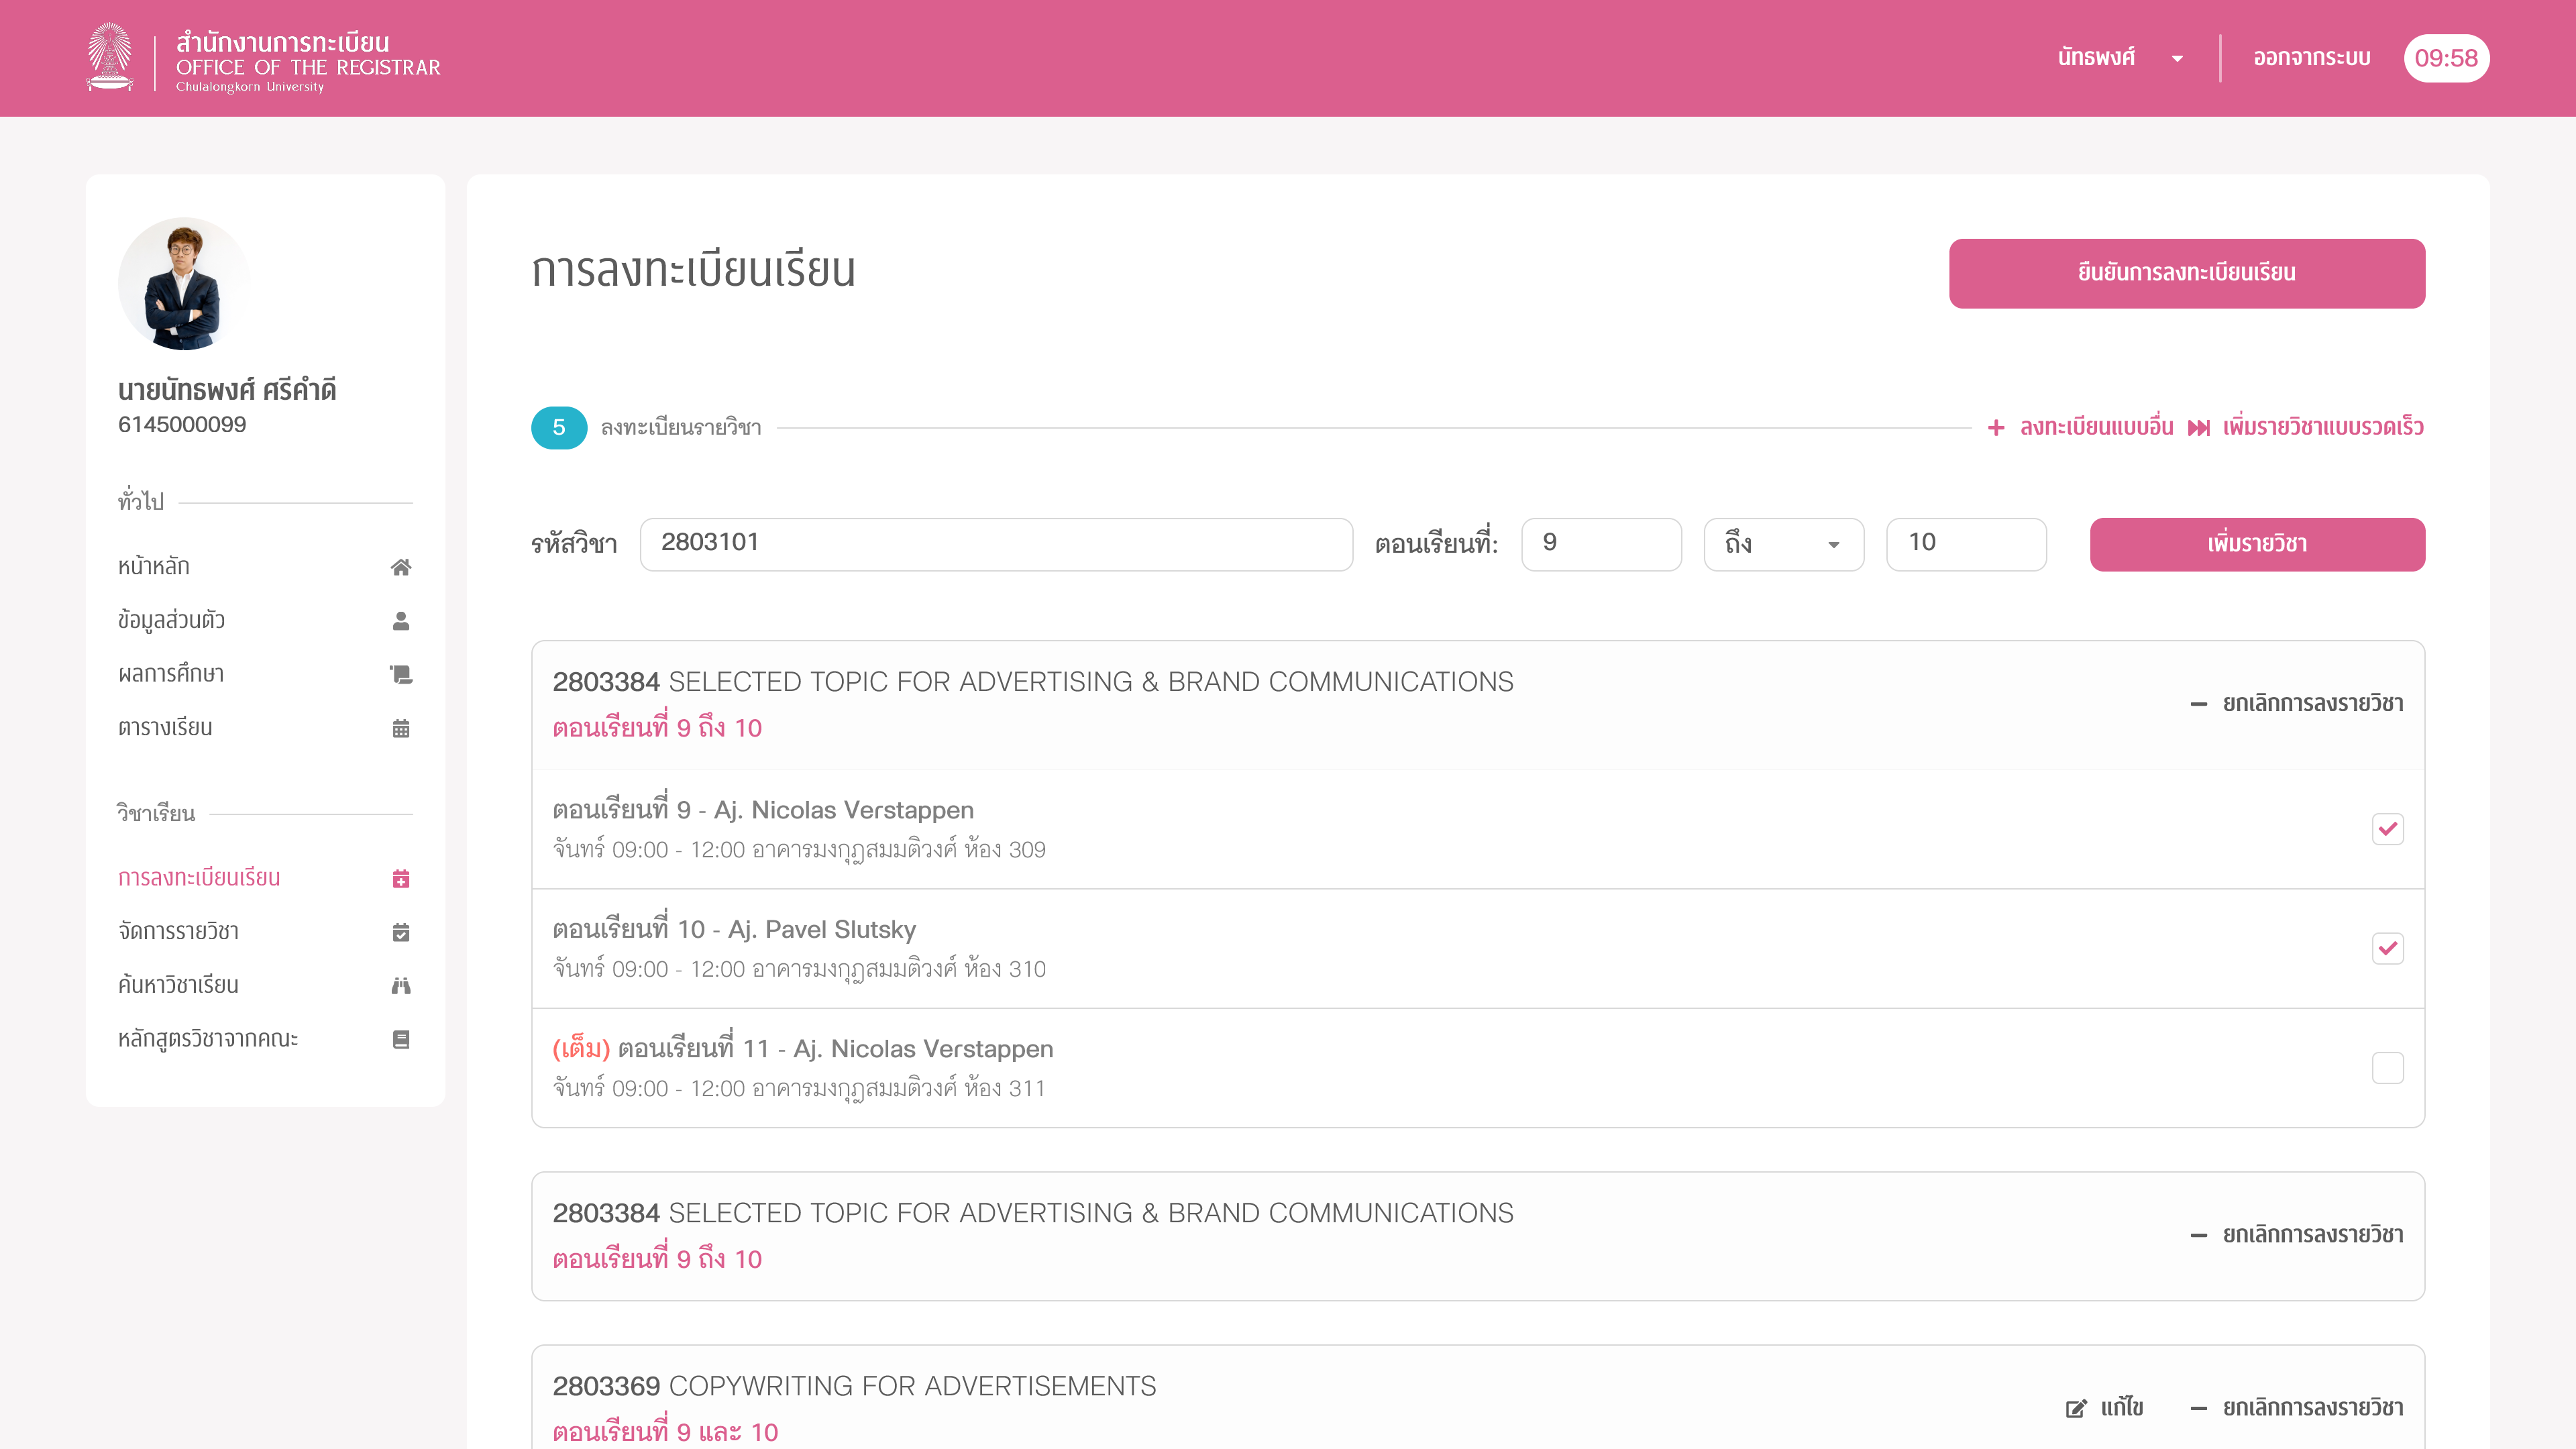 สำนักงานการทะเบียน
OFFICE OF THE REGISTRAR
Chulalongkorn University
นัทธพงศ์
ออกจากระบบ
09:58
นายนัทธพงศ์ ศรีคำดี
6145000099
ทั่วไป
หน้าหลัก
ข้อมูลส่วนตัว
ผลการศึกษา
ตารางเรียน
วิชาเรียน
การลงทะเบียนเรียน
จัดการรายวิชา
ค้นหาวิชาเรียน
หลักสูตรวิชาจากคณะ
การลงทะเบียนเรียน
ยืนยันการลงทะเบียนเรียน
5 ลงทะเบียนรายวิชา
ลงทะเบียนแบบอื่น
เพิ่มรายวิชาแบบรวดเร็ว
รหัสวิชา 2803101 ตอนเรียนที่: 9 ถึง 10 เพิ่มรายวิชา
2803384 SELECTED TOPIC FOR ADVERTISING & BRAND COMMUNICATIONS
ตอนเรียนที่ 9 ถึง 10
ยกเลิกการลงรายวิชา
ตอนเรียนที่ 9 - Aj. Nicolas Verstappen
จันทร์ 09:00 - 12:00 อาคารมงกุฎสมมติวงศ์ ห้อง 309
ตอนเรียนที่ 10 - Aj. Pavel Slutsky
จันทร์ 09:00 - 12:00 อาคารมงกุฎสมมติวงศ์ ห้อง 310
(เต็ม) ตอนเรียนที่ 11 - Aj. Nicolas Verstappen
จันทร์ 09:00 - 12:00 อาคารมงกุฎสมมติวงศ์ ห้อง 311
2803384 SELECTED TOPIC FOR ADVERTISING & BRAND COMMUNICATIONS
ตอนเรียนที่ 9 ถึง 10
ยกเลิกการลงรายวิชา
2803369 COPYWRITING FOR ADVERTISEMENTS
ตอนเรียนที่ 9 และ 10
แก้ไข
ยกเลิกการลงรายวิชา